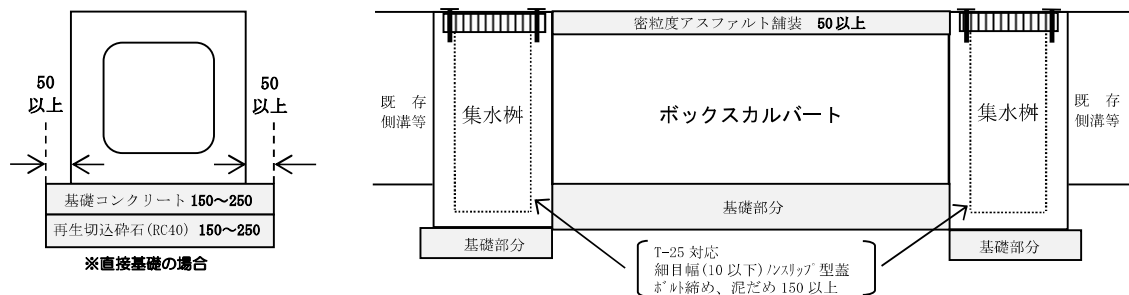 50
以上
50
以上
基礎コンクリート 150～250
再生切込砕石(RC40) 150～250
※直接基礎の場合
密粒度アスファルト舗装 50以上
既 存
側溝等
集水桝
ボックスカルバート
集水桝
既 存
側溝等
基礎部分
基礎部分
基礎部分
T-25 対応
細目幅(10 以下)ﾉﾝｽﾘｯﾌﾟ型蓋
ﾎﾞﾙﾄ締め、泥だめ 150 以上